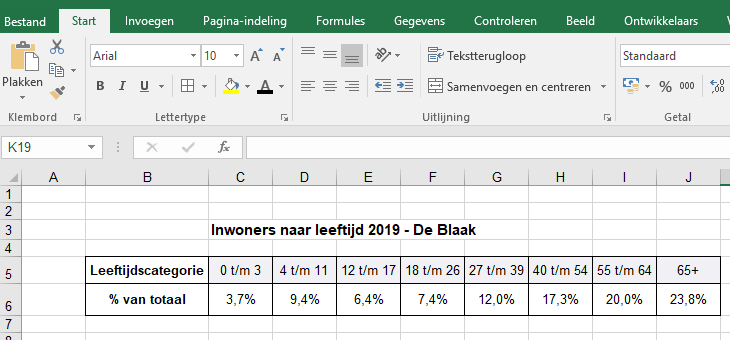 Bestand Start Invoegen Pagina-indeling Formules Gegevens Controleren Beeld Ontwikkelaars
Plakken
Arial 10 A A
B I U A
Tekstterugloop
Samenvoegen en centreren
Standaard
% 000
Klembord Lettertype Uitlijning Getal
K19 fx
A B C D E F G H I J
1
2
3 Inwoners naar leeftijd 2019 - De Blaak
4
5 Leeftijdscategorie 0 t/m 3 4 t/m 11 12 t/m 17 18 t/m 26 27 t/m 39 40 t/m 54 55 t/m 64 65+
6 % van totaal 3,7% 9,4% 6,4% 7,4% 12,0% 17,3% 20,0% 23,8%
7